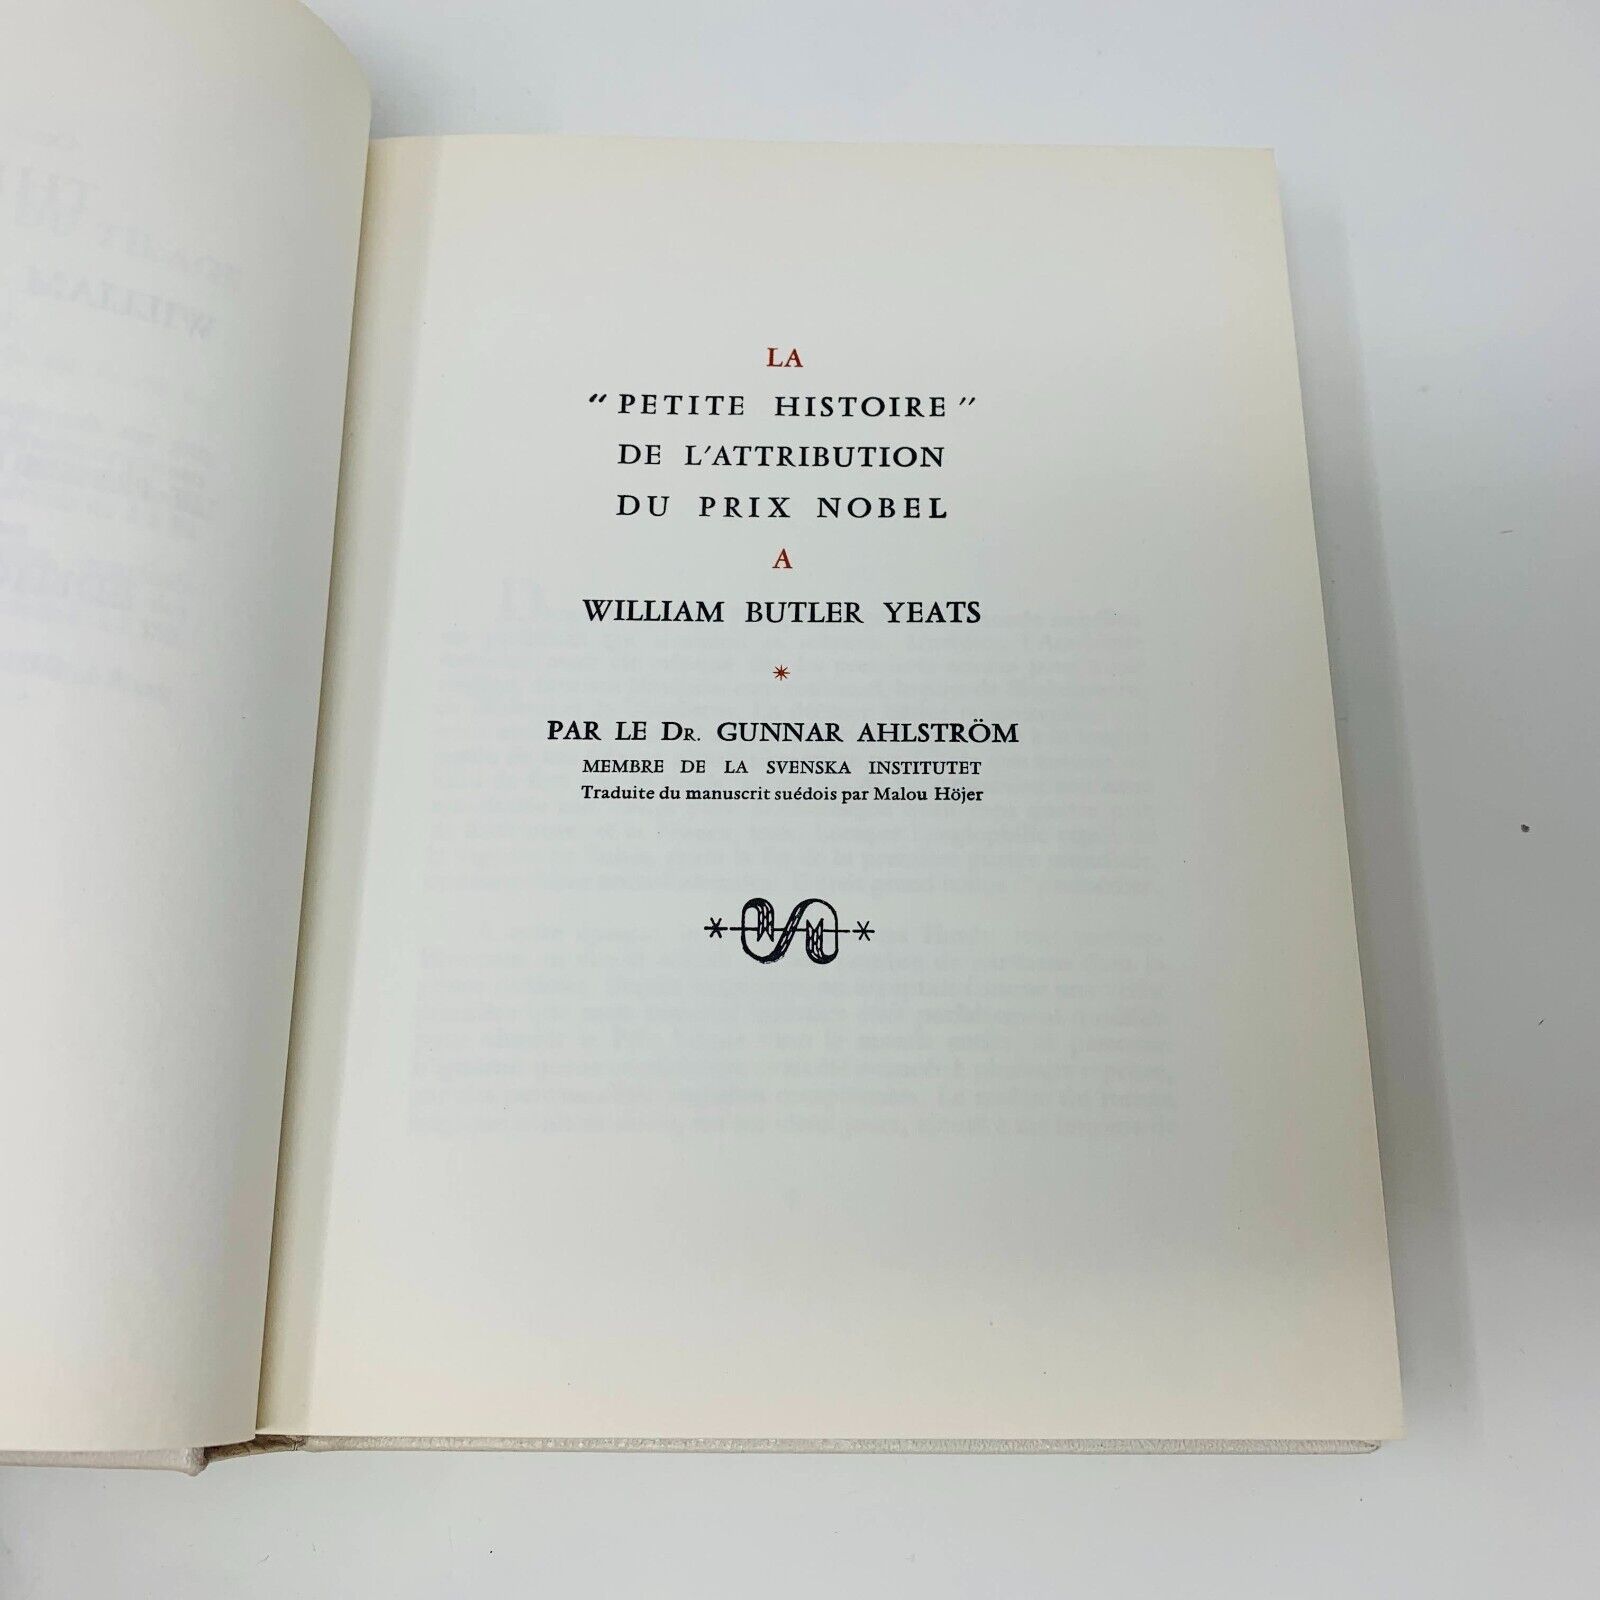 WILLIAM
LA
“PETITE HISTOIRE”
DE L'ATTRIBUTION
DU PRIX NOBEL
A
WILLIAM BUTLER YEATS
*
PAR LE DR. GUNNAR AHLSTRÖM
MEMBRE DE LA SVENSKA INSTITUTET
Traduite du manuscrit suédois par Malou Höjer